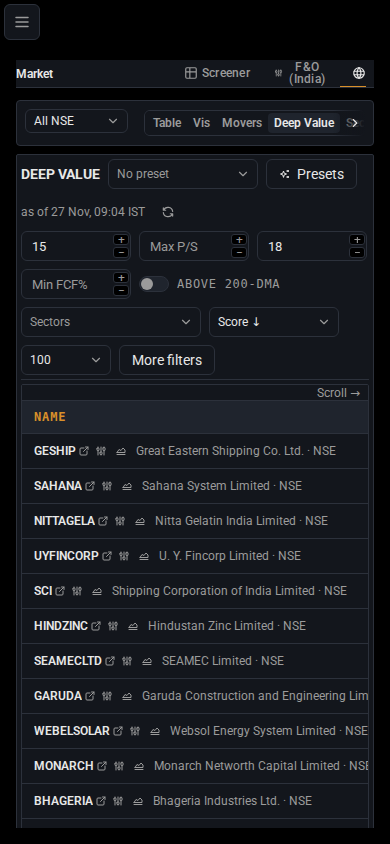 Market
Screener
F&O
(India)
All NSE
Table Vis Movers Deep Value
DEEP VALUE
No preset
Presets
as of 27 Nov, 09:04 IST
15
Max P/S
18
Min FCF%
ABOVE 200-DMA
Sectors
Score ↓
100
More filters
Scroll →
NAME
GESHIP Great Eastern Shipping Co. Ltd. · NSE
SAHANA Sahana System Limited · NSE
NITTAGELA Nitta Gelatin India Limited · NSE
UYFINCORP U. Y. Fincorp Limited · NSE
SCI Shipping Corporation of India Limited · NSE
HINDZINC Hindustan Zinc Limited · NSE
SEAMECLTD SEAMEC Limited · NSE
GARUDA Garuda Construction and Engineering Lim
WEBELSOLAR Websol Energy System Limited · NSE
MONARCH Monarch Networth Capital Limited · NSE
BHAGERIA Bhageria Industries Ltd. · NSE